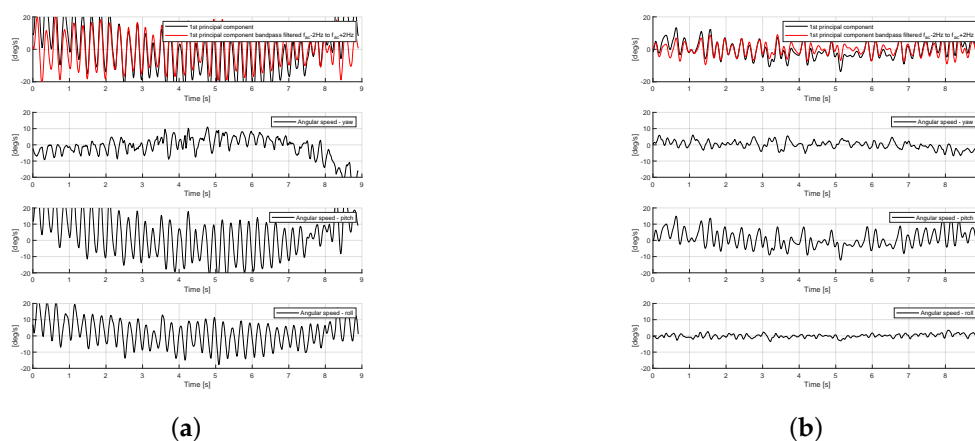 20
0
-20
[deg/s]
1st principal component
1st principal component bandpass filtered f_ac-2Hz to f_ac+2Hz
0 1 2 3 4 5 6 7 8 9
Time [s]
20
10
0
-10
-20
[deg/s]
Angular speed - yaw
0 1 2 3 4 5 6 7 8 9
Time [s]
20
10
0
-10
-20
[deg/s]
Angular speed - pitch
0 1 2 3 4 5 6 7 8 9
Time [s]
20
10
0
-10
-20
[deg/s]
Angular speed - roll
0 1 2 3 4 5 6 7 8 9
Time [s]
(a)
20
0
-20
[deg/s]
1st principal component
1st principal component bandpass filtered f_ac-2Hz to f_ac+2Hz
0 1 2 3 4 5 6 7 8
Time [s]
20
10
0
-10
-20
[deg/s]
Angular speed - yaw
0 1 2 3 4 5 6 7 8
Time [s]
20
10
0
-10
-20
[deg/s]
Angular speed - pitch
0 1 2 3 4 5 6 7 8
Time [s]
20
10
0
-10
-20
[deg/s]
Angular speed - roll
0 1 2 3 4 5 6 7 8
Time [s]
(b)